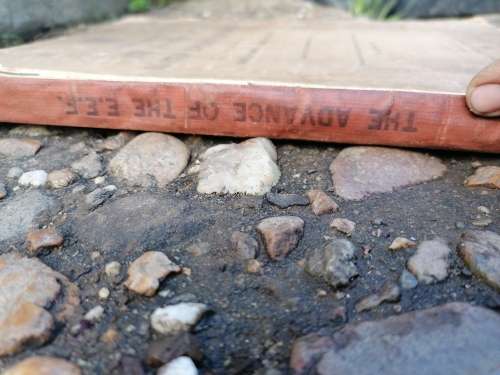 THE ADVANCE OF THE E.E.F.